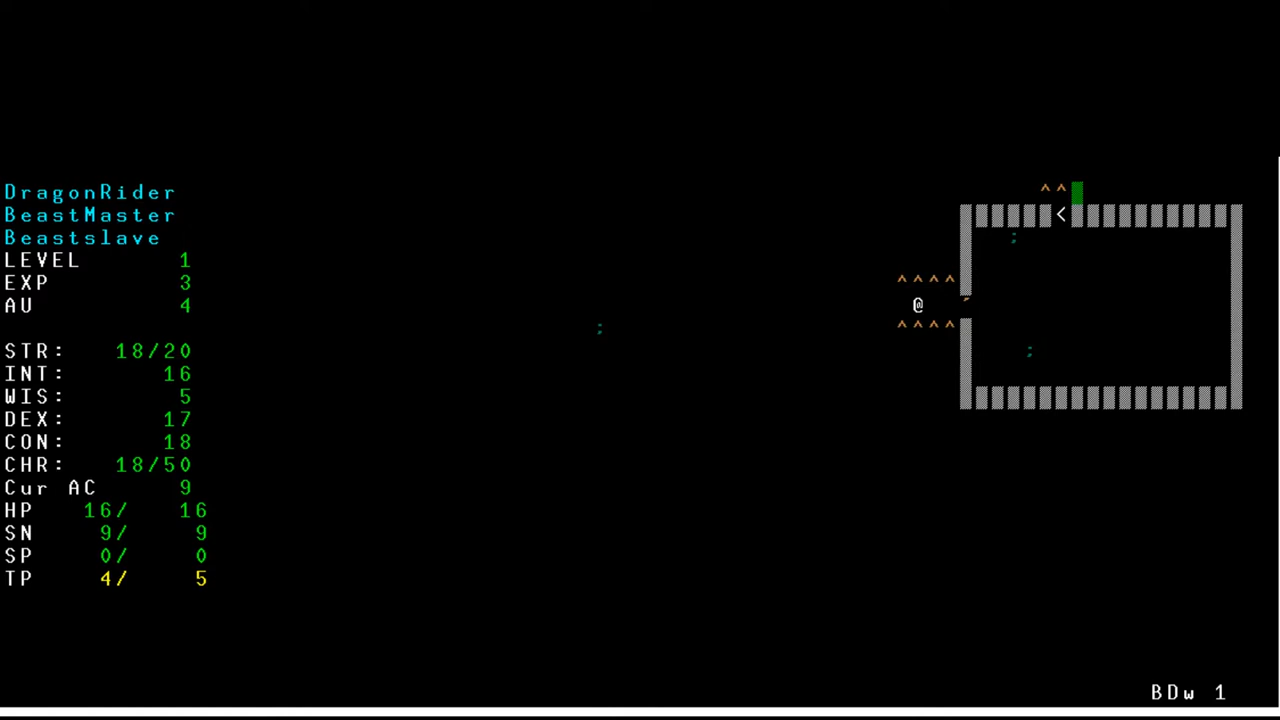 ^ ^
DragonRider
BeastMaster
< 
Beastslave ;
LEVEL 1
EXP 3 ^ ^ ^ ^
AU 4 @ ´
; ^ ^ ^ ^
STR: 18/20 ;
INT: 16
WIS: 5
DEX: 17
CON: 18
CHR: 18/50
Cur AC 9
HP 16/ 16
SN 9/ 9
SP 0/ 0
TP 4/ 5
BDw 1